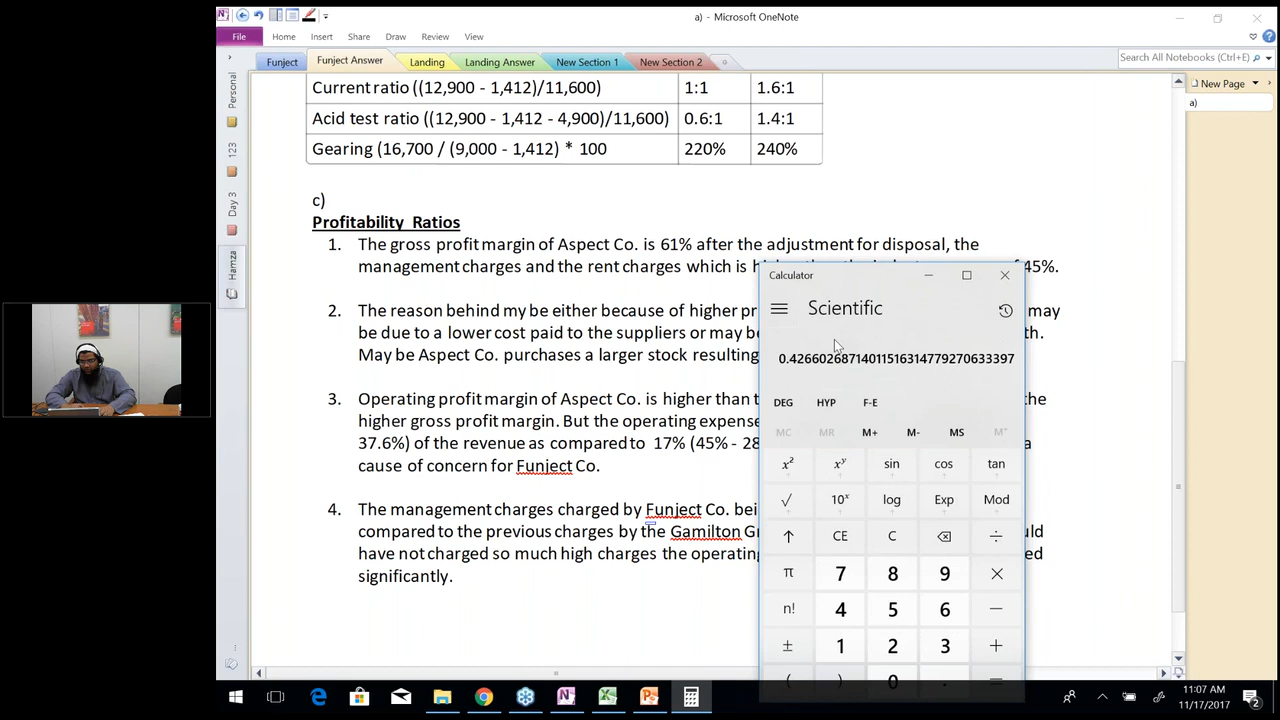 a) - Microsoft OneNote
File Home Insert Share Draw Review View
Funject Funject Answer Landing Landing Answer New Section 1 New Section 2 Search All Notebooks (Ctrl+E)
New Page
a)
Personal
123
Day 3
Hamza
Current ratio ((12,900 - 1,412)/11,600) 1:1 1.6:1
Acid test ratio ((12,900 - 1,412 - 4,900)/11,600) 0.6:1 1.4:1
Gearing (16,700 / (9,000 - 1,412) * 100 220% 240%
c)
Profitability Ratios
1. The gross profit margin of Aspect Co. is 61% after the adjustment for disposal, the
management charges and the rent charges which is 45%.
2. The reason behind my be either because of higher pr may
be due to a lower cost paid to the suppliers or may be
May be Aspect Co. purchases a larger stock resulting
3. Operating profit margin of Aspect Co. is higher than t the
higher gross profit margin. But the operating expense
37.6%) of the revenue as compared to 17% (45% - 28 a
cause of concern for Funject Co.
4. The management charges charged by Funject Co. bei
compared to the previous charges by the Gamilton Gr uld
have not charged so much high charges the operating ed
significantly.
Calculator
Scientific
0.42660268714011516314779270633397
DEG HYP F-E
MC MR M+ M- MS M
x² xʸ sin cos tan
√ 10ˣ log Exp Mod
↑ CE C ⌫ ÷
π 7 8 9 ×
n! 4 5 6 −
± 1 2 3 +
( ) 0 . =
11:07 AM
11/17/2017
2